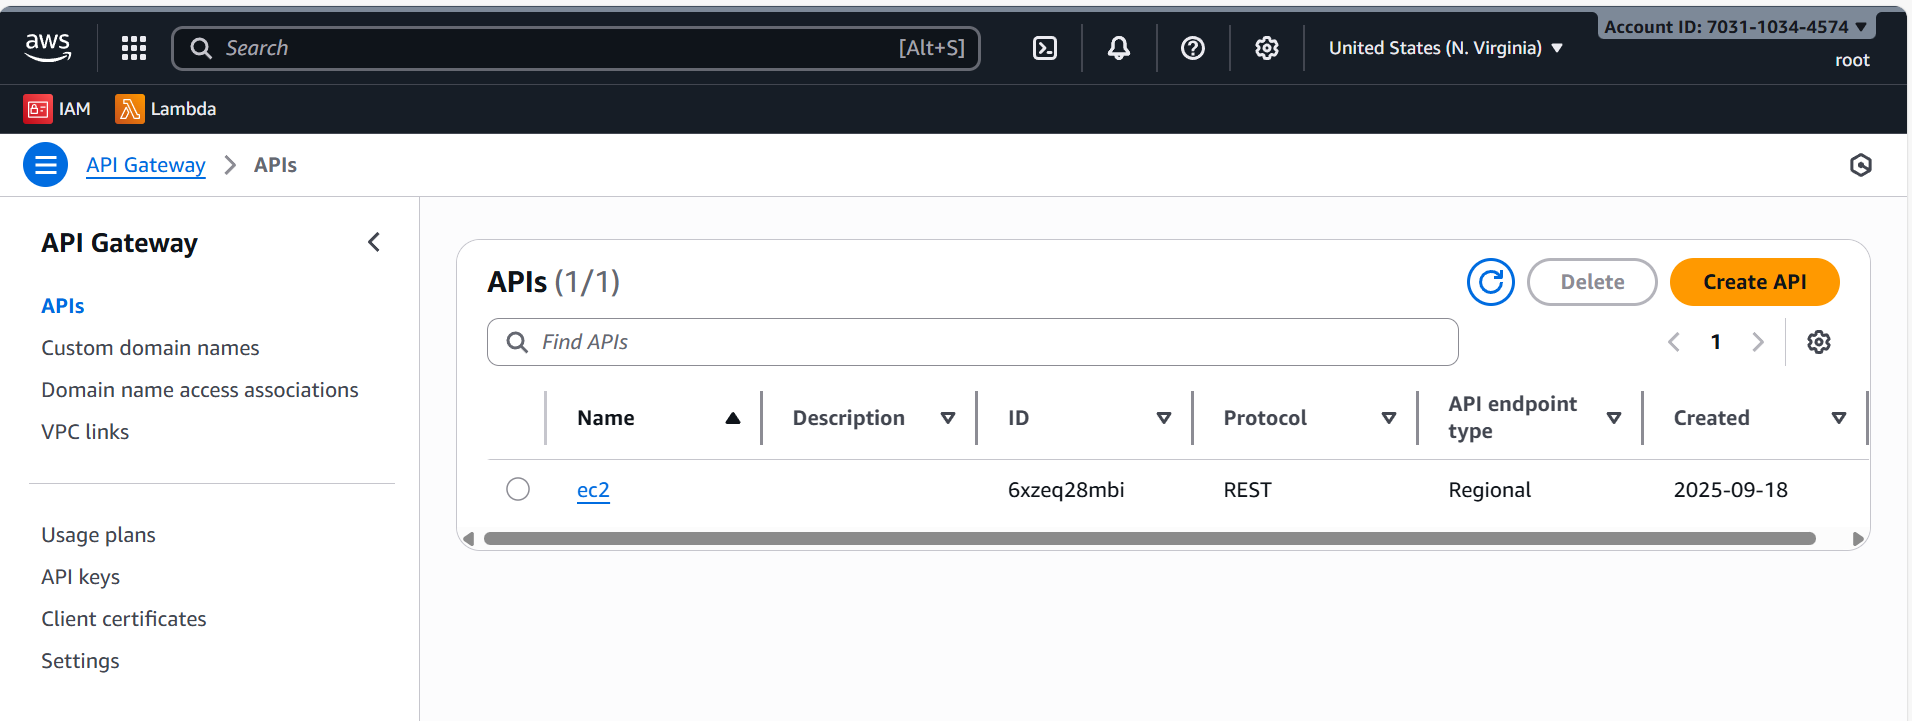 aws
Search
[Alt+S]
United States (N. Virginia)
Account ID: 7031-1034-4574
root
IAM
Lambda
API Gateway
APIs
API Gateway
APIs
Custom domain names
Domain name access associations
VPC links
Usage plans
API keys
Client certificates
Settings
APIs (1/1)
Delete
Create API
Find APIs
1
Name
Description
ID
Protocol
API endpoint
type
Created
ec2
6xzeq28mbi
REST
Regional
2025-09-18